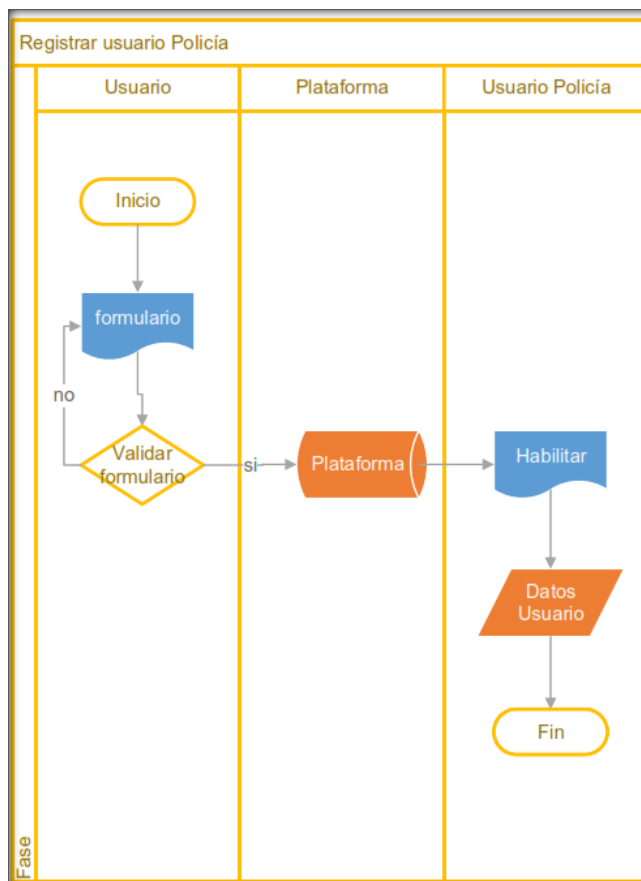 Registrar usuario Policía
Usuario
Plataforma
Usuario Policía
Inicio
formulario
no
Validar
formulario
si
Plataforma
Habilitar
Datos
Usuario
Fin
Fase